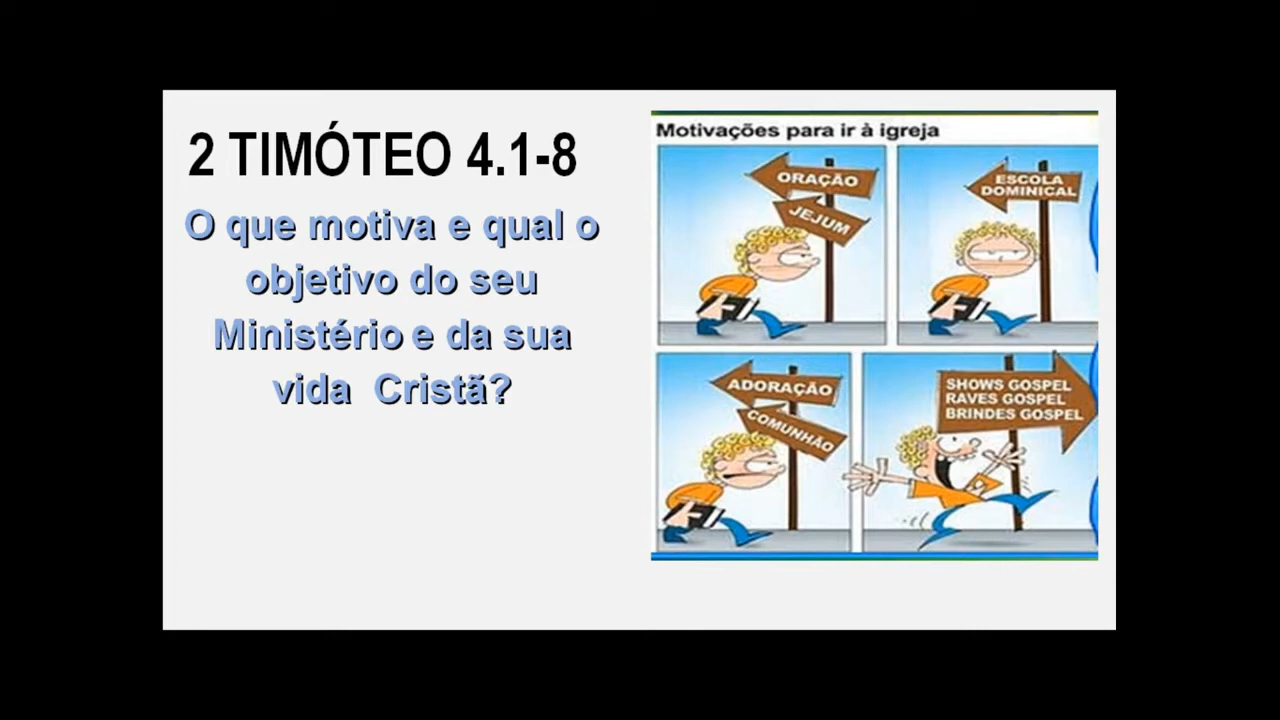 2 TIMÓTEO 4.1-8
O que motiva e qual o
objetivo do seu
Ministério e da sua
vida Cristã?
Motivações para ir à igreja
ORAÇÃO
JEJUM
ESCOLA
DOMINICAL
ADORAÇÃO
COMUNHÃO
SHOWS GOSPEL
RAVES GOSPEL
BRINDES GOSPEL